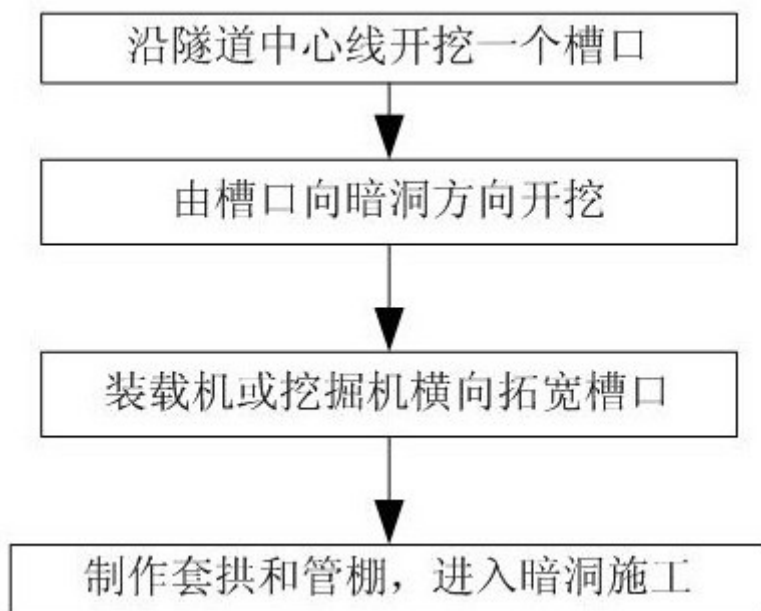 沿隧道中心线开挖一个槽口
由槽口向暗洞方向开挖
装载机或挖掘机横向拓宽槽口
制作套拱和管棚，进入暗洞施工